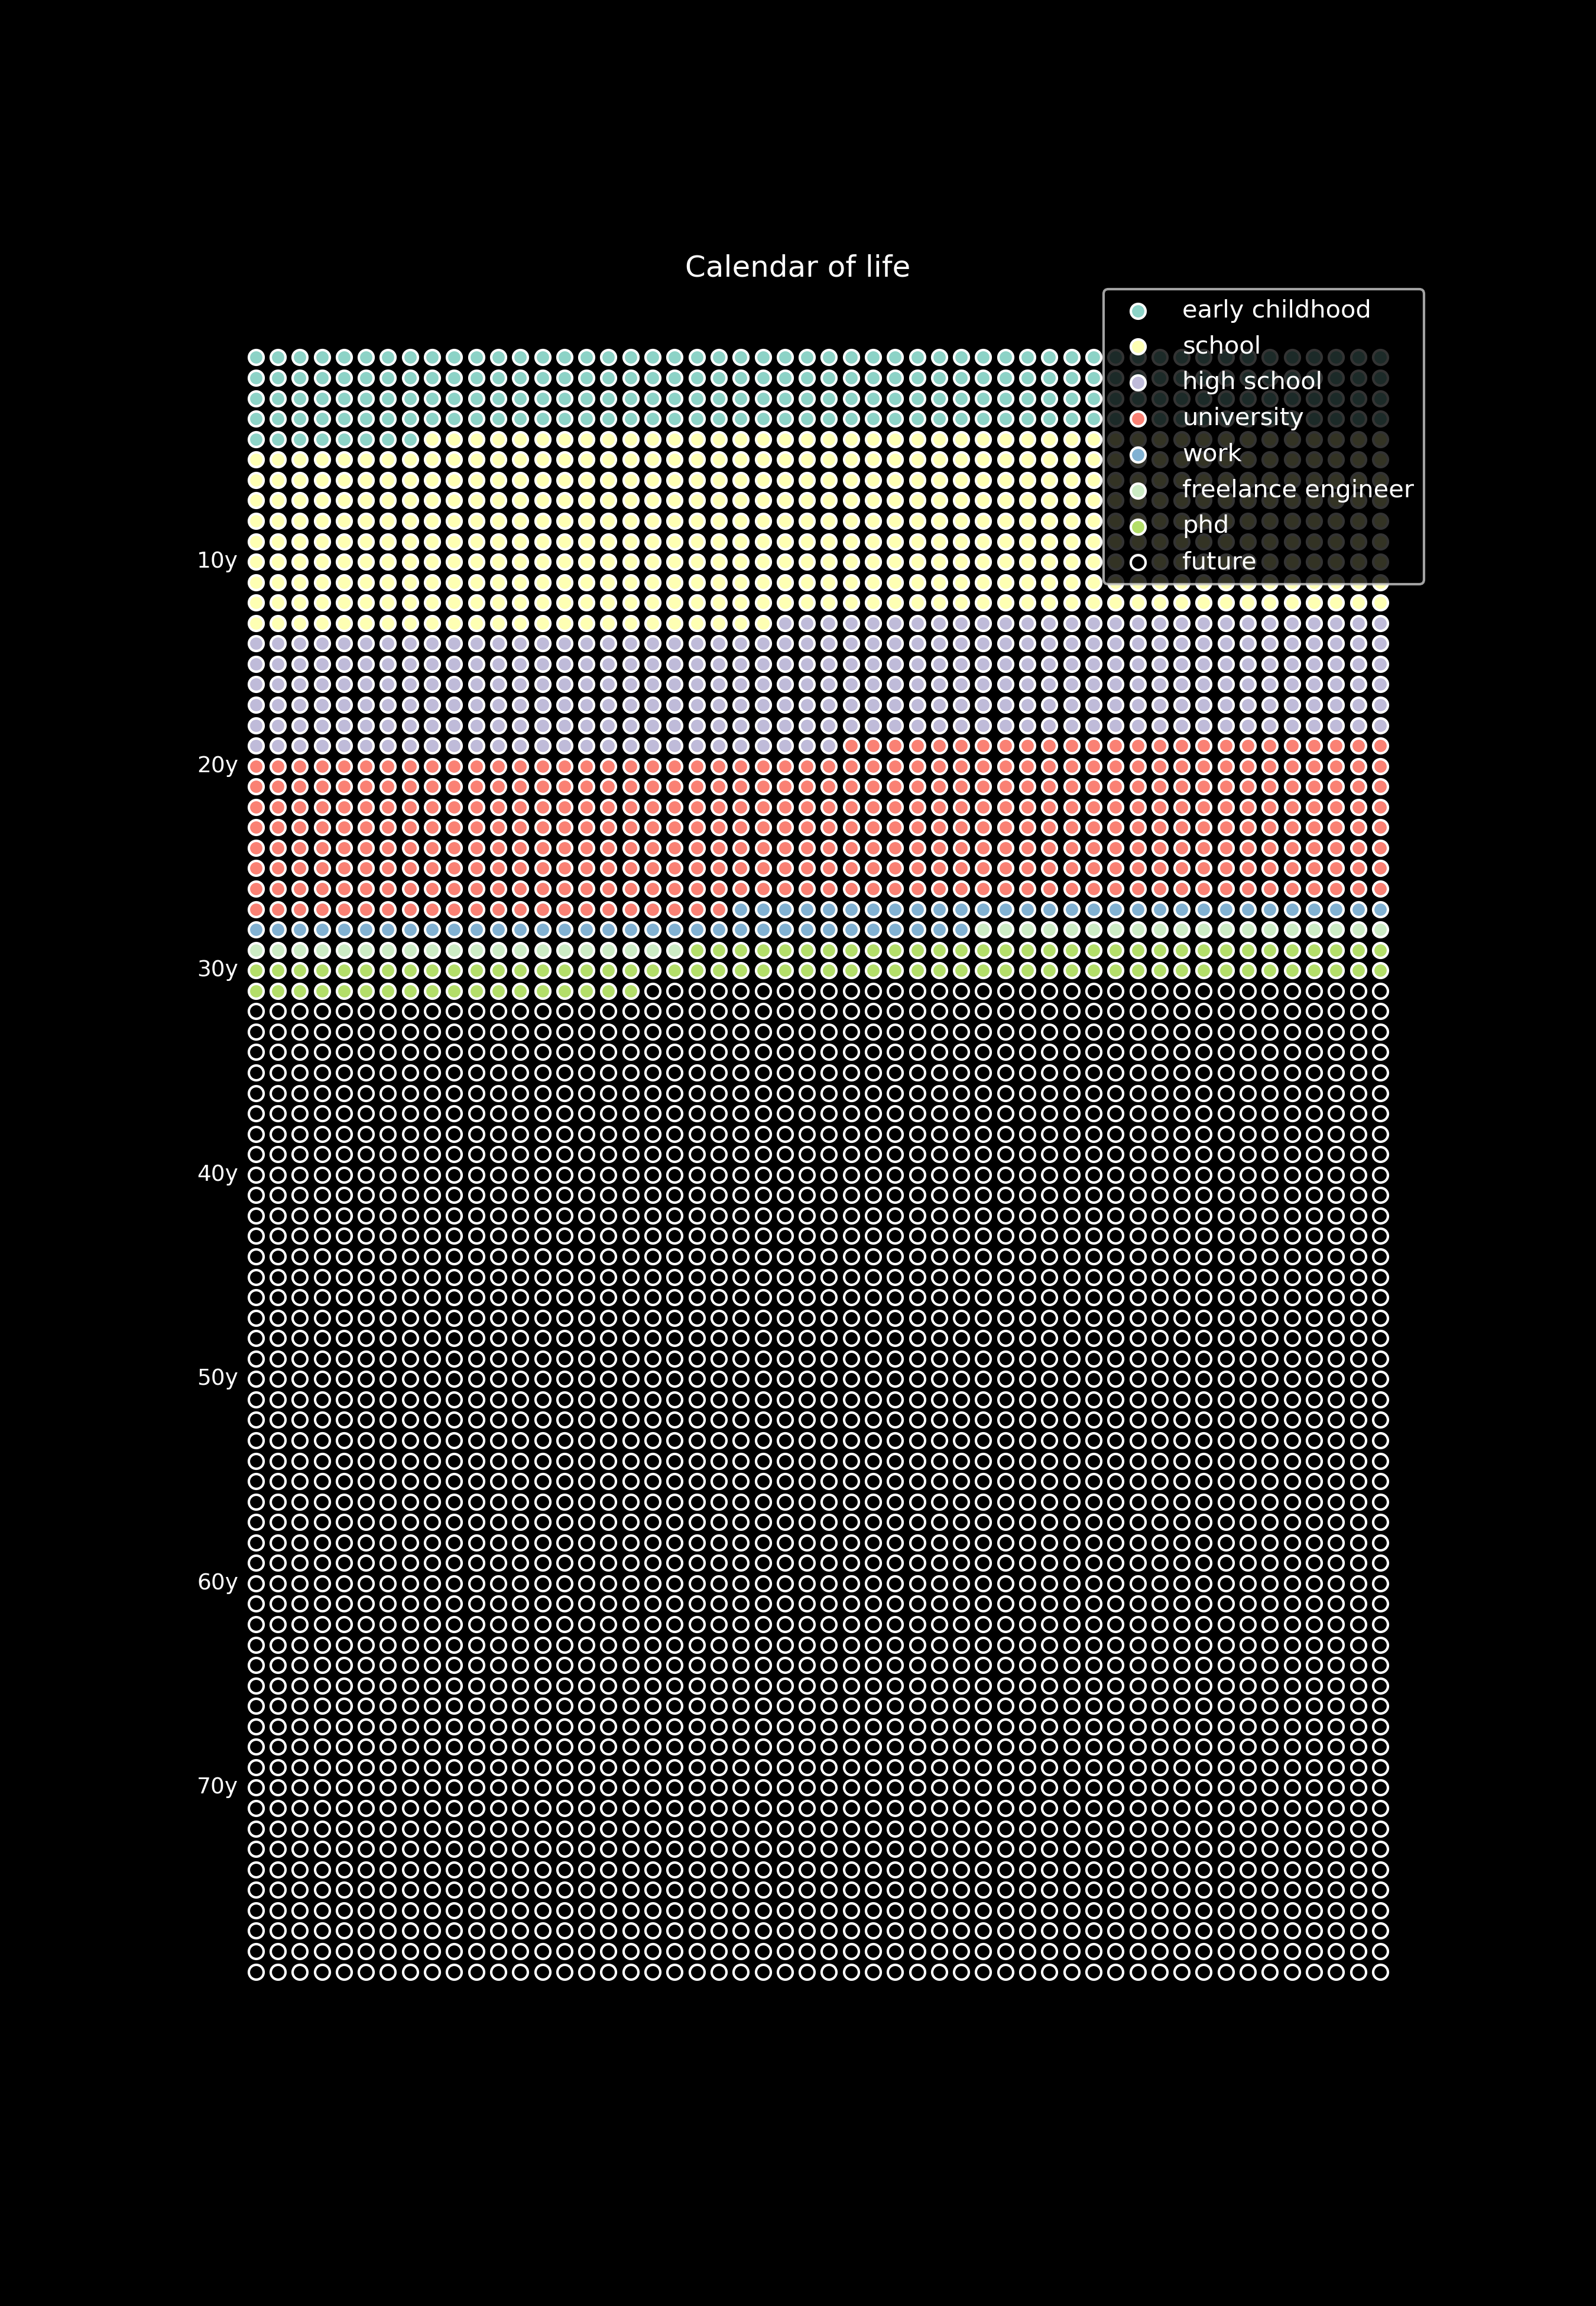 Calendar of life
early childhood
school
high school
university
work
freelance engineer
phd
future
10y
20y
30y
40y
50y
60y
70y